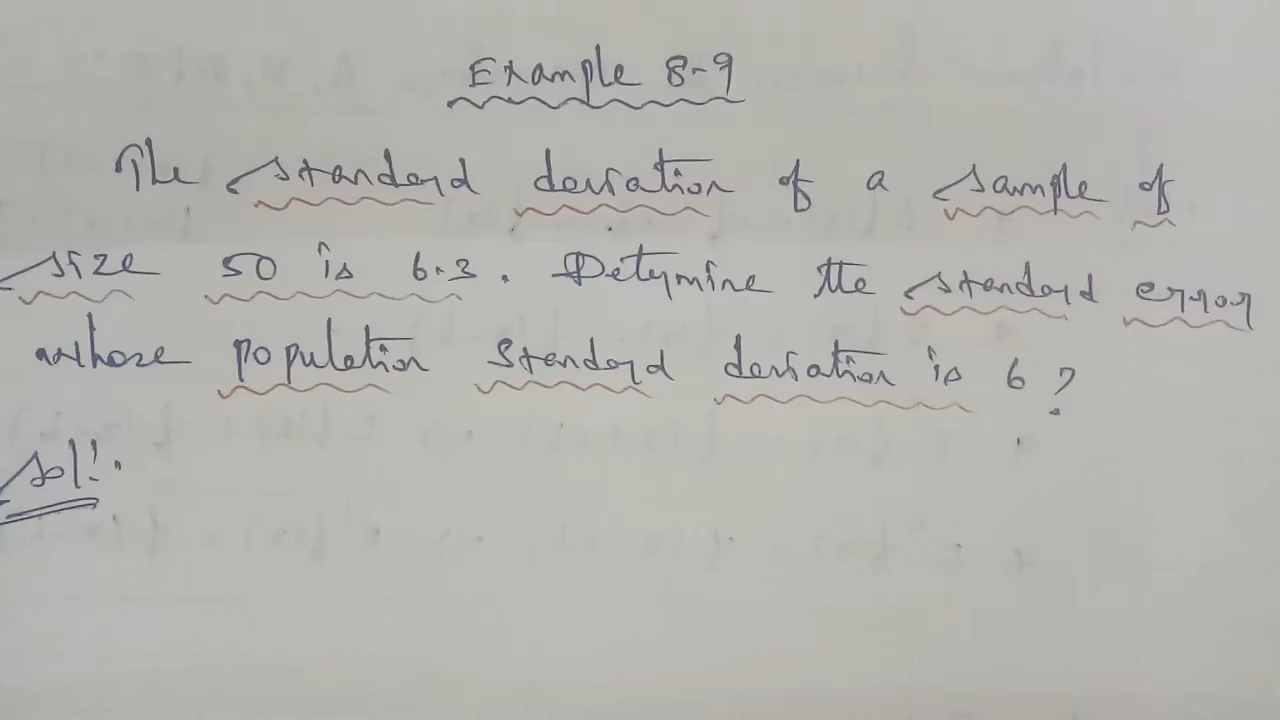 Example 8-9
The standard deviation of a sample of
size 50 is 6.3. Determine the standard error
whose population standard deviation is 6?
Sol: